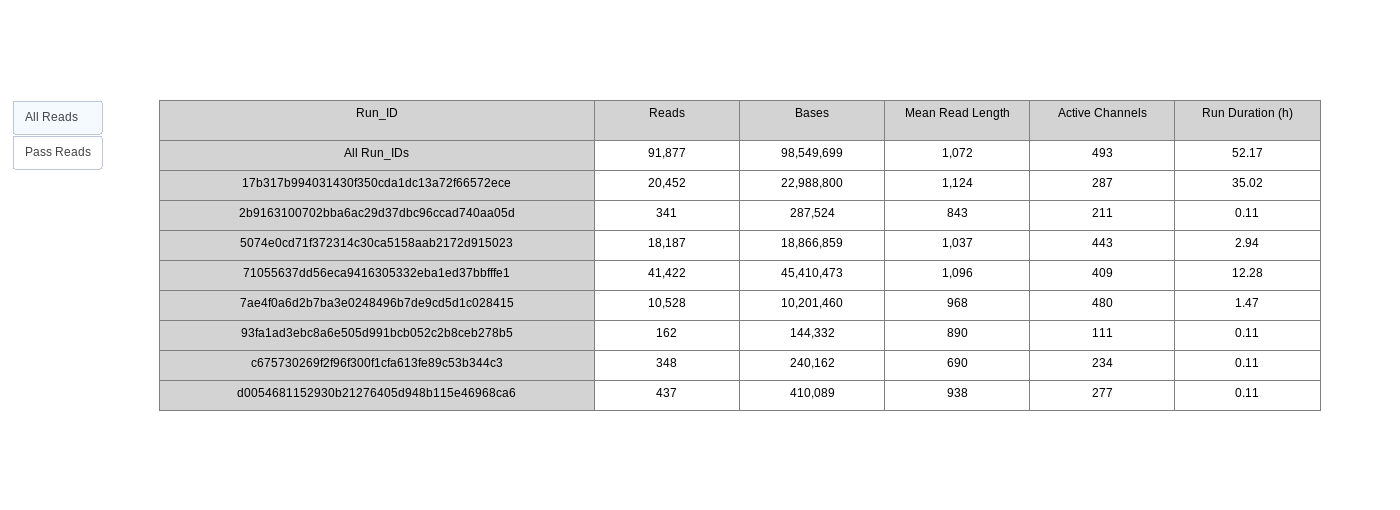 All Reads
Pass Reads
Run_ID Reads Bases Mean Read Length Active Channels Run Duration (h)
All Run_IDs 91,877 98,549,699 1,072 493 52.17
17b317b994031430f350cda1dc13a72f66572ece 20,452 22,988,800 1,124 287 35.02
2b9163100702bba6ac29d37dbc96ccad740aa05d 341 287,524 843 211 0.11
5074e0cd71f372314c30ca5158aab2172d915023 18,187 18,866,859 1,037 443 2.94
71055637dd56eca9416305332eba1ed37bbfffe1 41,422 45,410,473 1,096 409 12.28
7ae4f0a6d2b7ba3e0248496b7de9cd5d1c028415 10,528 10,201,460 968 480 1.47
93fa1ad3ebc8a6e505d991bcb052c2b8ceb278b5 162 144,332 890 111 0.11
c675730269f2f96f300f1cfa613fe89c53b344c3 348 240,162 690 234 0.11
d0054681152930b21276405d948b115e46968ca6 437 410,089 938 277 0.11